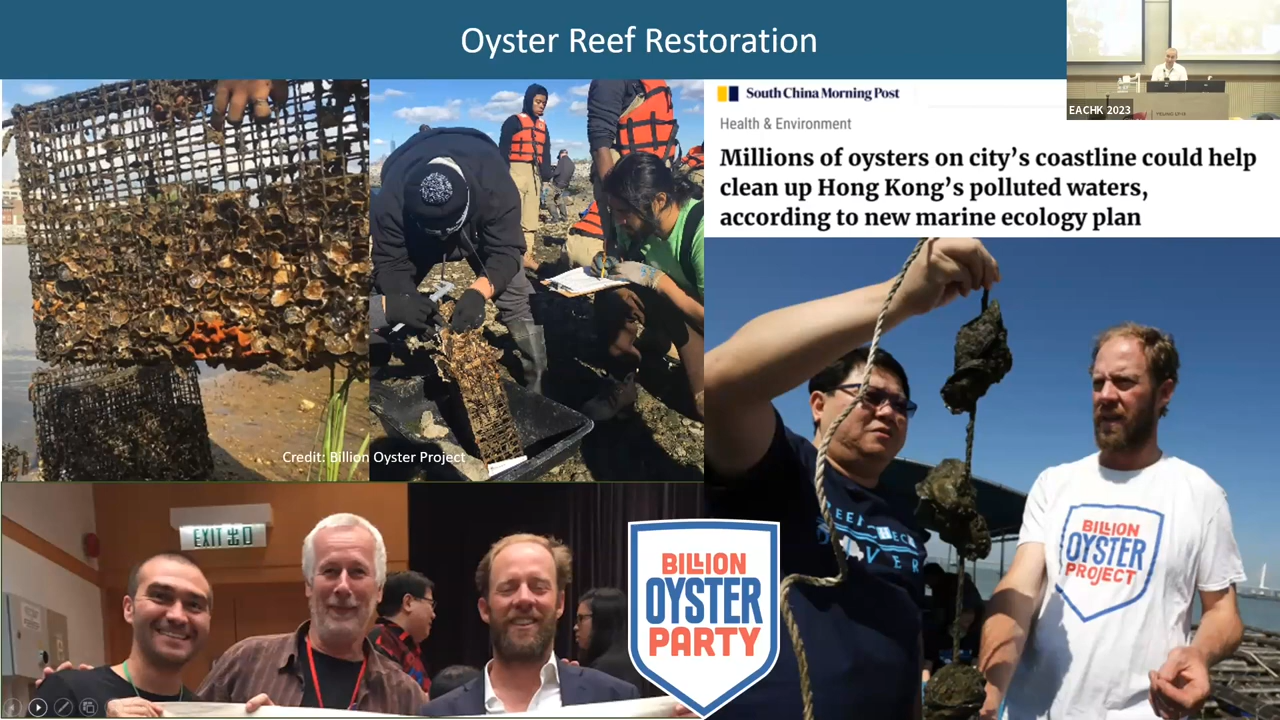 Oyster Reef Restoration
EACHK 2023
South China Morning Post
Health & Environment
Millions of oysters on city’s coastline could help
clean up Hong Kong’s polluted waters,
according to new marine ecology plan
Credit: Billion Oyster Project
EXIT 出口
BILLION
OYSTER
PARTY
BILLION
OYSTER
PROJECT